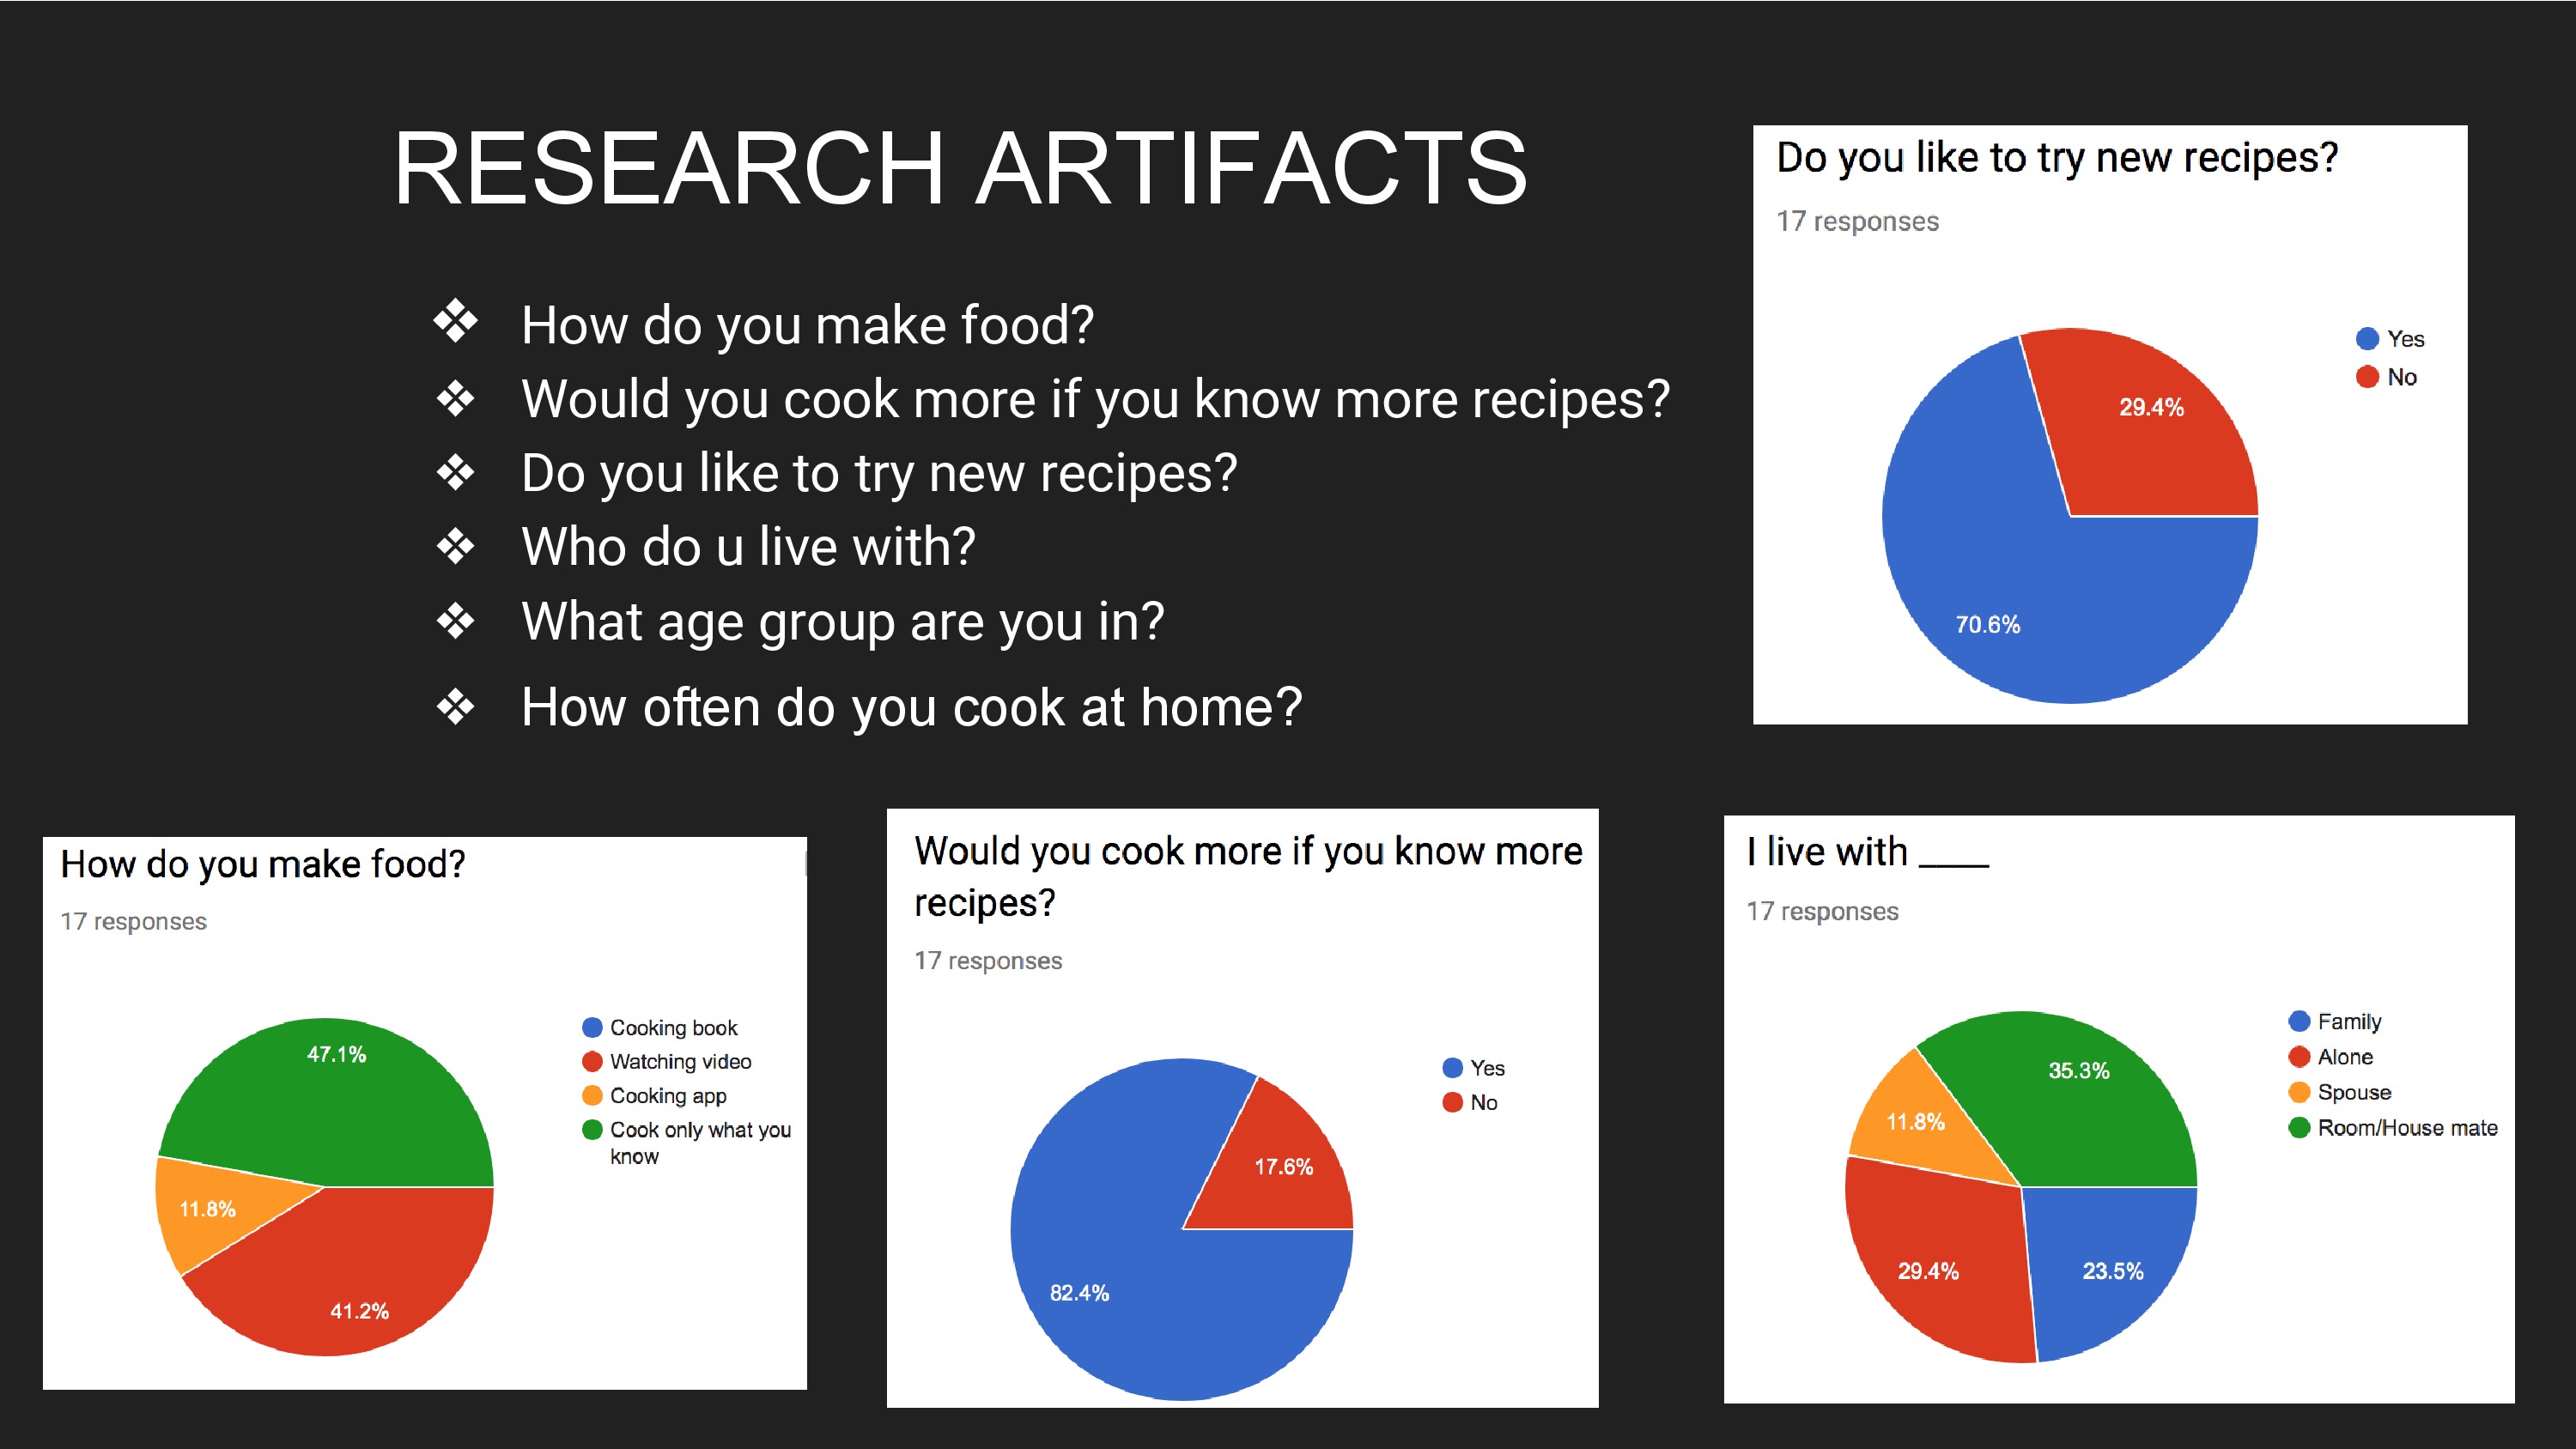 RESEARCH ARTIFACTS
❖ How do you make food?
❖ Would you cook more if you know more recipes?
❖ Do you like to try new recipes?
❖ Who do u live with?
❖ What age group are you in?
❖ How often do you cook at home?
Do you like to try new recipes?
17 responses
Yes
No
29.4%
70.6%
How do you make food?
17 responses
Cooking book
Watching video
Cooking app
Cook only what you
know
47.1%
11.8%
41.2%
Would you cook more if you know more
recipes?
17 responses
Yes
No
17.6%
82.4%
I live with ____
17 responses
Family
Alone
Spouse
Room/House mate
35.3%
11.8%
29.4%
23.5%